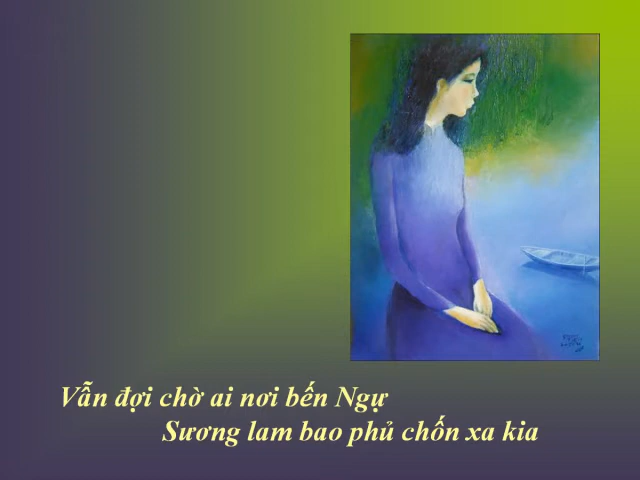 Vẫn đợi chờ ai nơi bến Ngự
Sương lam bao phủ chốn xa kia